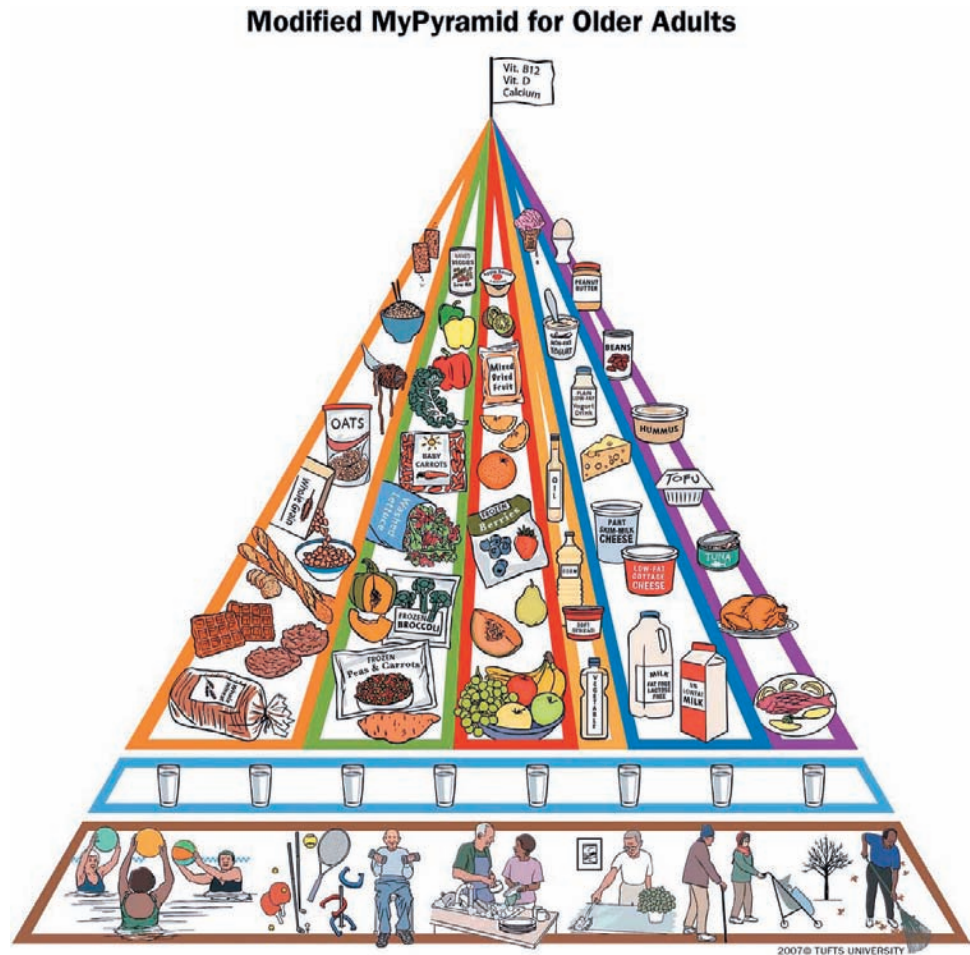 Modified MyPyramid for Older Adults
Vit. B12
Vit. D
Calcium
VEGGIES
Low NA
PEANUT
BUTTER
NON-FAT
YOGURT
BEANS
Mixed
Dried
Fruit
PLAIN
LOW-FAT
Yogurt
Drink
OATS
HUMMUS
BABY
CARROTS
OIL
TOFU
Whole Grain
Washed
Lettuce
FROZEN
Berries
PART
SKIM-MILK
CHEESE
TUNA
CORN
LOW-FAT
COTTAGE
CHEESE
FROZEN
BROCCOLI
SOFT
SPREAD
FROZEN
Peas & Carrots
VEGETABLE
MILK
FAT FREE
LACTOSE
FREE
LOWFAT
MILK
2007© TUFTS UNIVERSITY